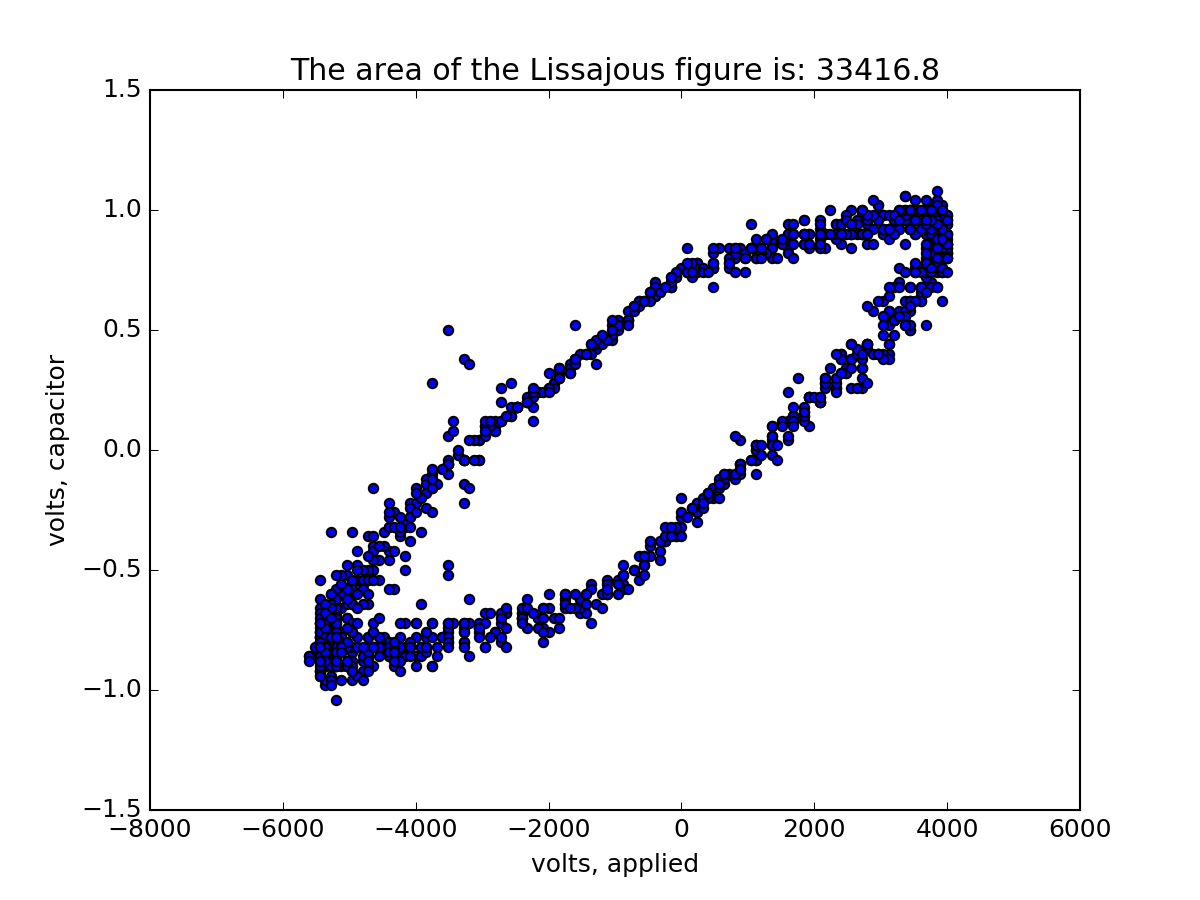 The area of the Lissajous figure is: 33416.8
1.5
1.0
0.5
0.0
−0.5
−1.0
−1.5
volts, capacitor
−8000 −6000 −4000 −2000 0 2000 4000 6000
volts, applied